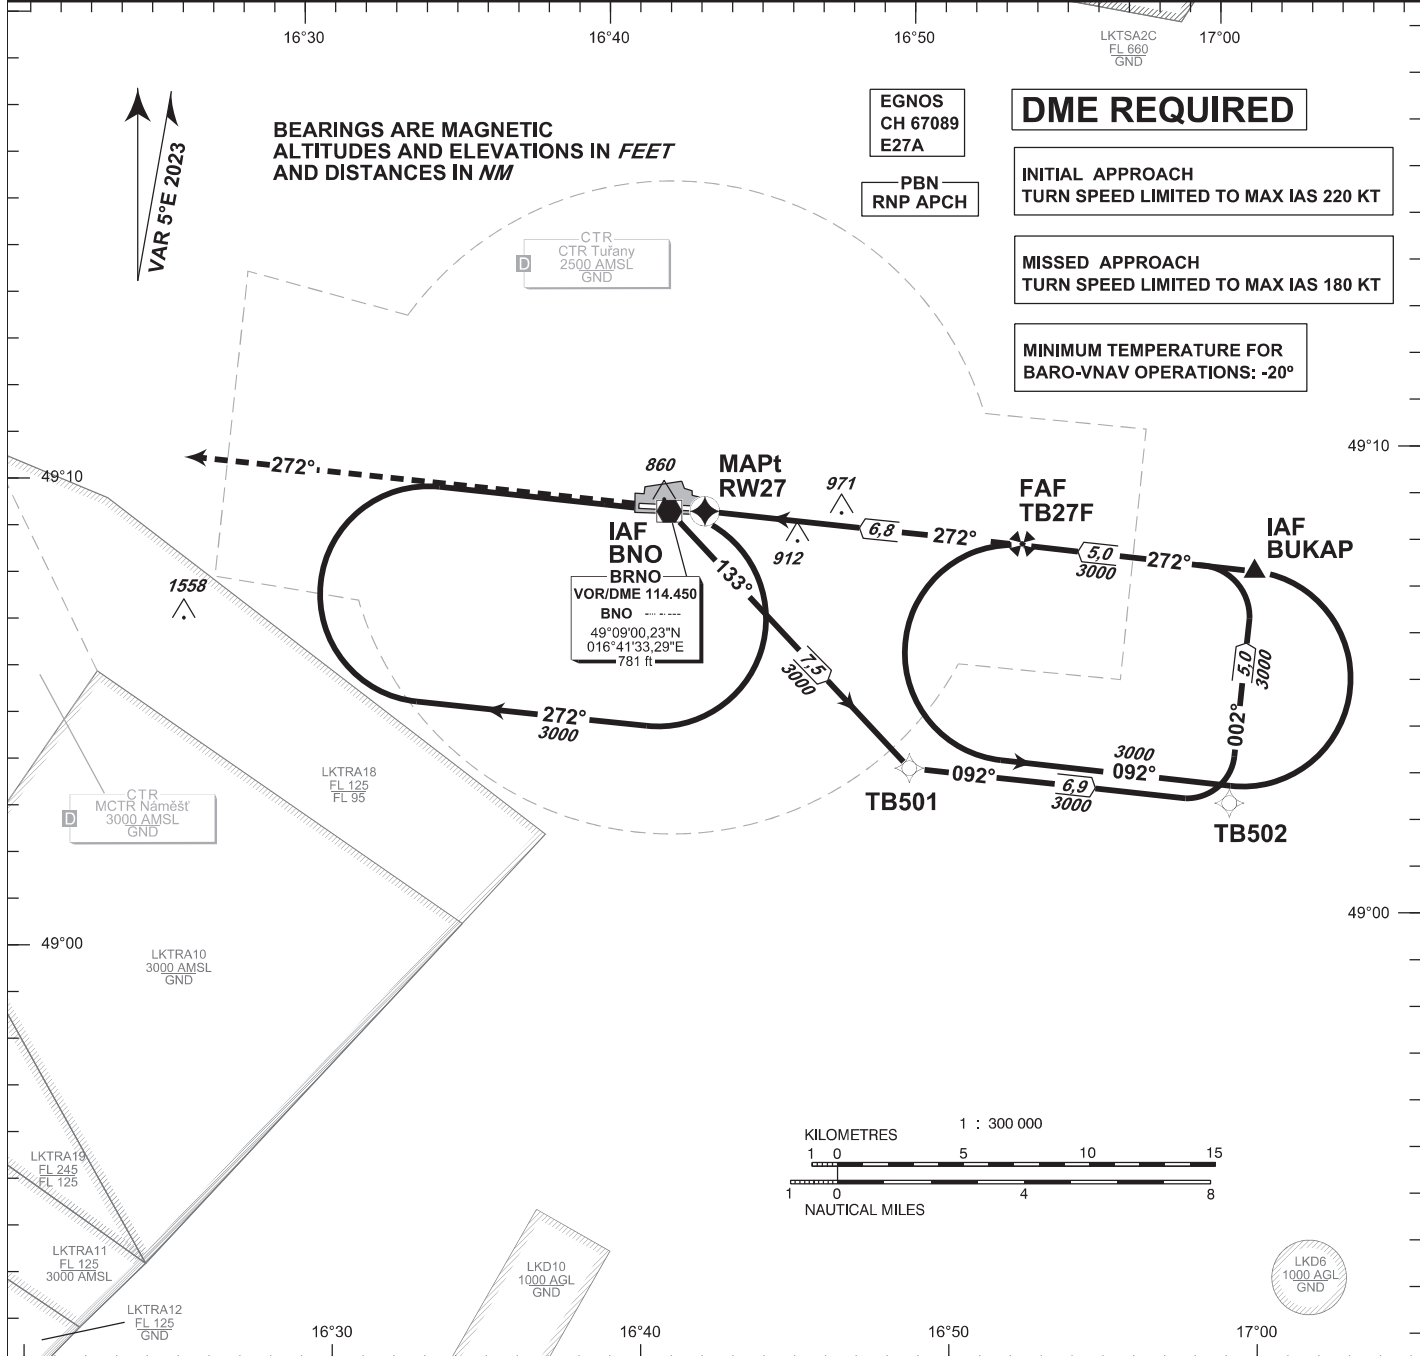 16°30
16°40
16°50
17°00
LKTSA2C
FL 660
GND
VAR 5°E 2023
BEARINGS ARE MAGNETIC
ALTITUDES AND ELEVATIONS IN FEET
AND DISTANCES IN NM
EGNOS
CH 67089
E27A
PBN
RNP APCH
DME REQUIRED
INITIAL APPROACH
TURN SPEED LIMITED TO MAX IAS 220 KT
MISSED APPROACH
TURN SPEED LIMITED TO MAX IAS 180 KT
MINIMUM TEMPERATURE FOR
BARO-VNAV OPERATIONS: -20º
CTR
CTR Tuřany
D
2500 AMSL
GND
49°10
49°10
272°
860
MAPt
RW27
971
912
6,8
272°
FAF
TB27F
5,0
3000
272°
IAF
BUKAP
IAF
BNO
BRNO
VOR/DME 114.450
BNO
49°09'00,23"N
016°41'33,29"E
781 ft
133°
7,5
3000
1558
272°
3000
5,0
3000
002°
3000
092°
092°
6,9
3000
TB501
TB502
LKTRA18
FL 125
FL 95
CTR
MCTR Náměšť
D
3000 AMSL
GND
49°00
49°00
LKTRA10
3000 AMSL
GND
1 : 300 000
KILOMETRES
1 0 5 10 15
1 0 4 8
NAUTICAL MILES
LKTRA19
FL 245
FL 125
LKTRA11
FL 125
3000 AMSL
LKTRA12
FL 125
GND
LKD10
1000 AGL
GND
LKD6
1000 AGL
GND
16°30
16°40
16°50
17°00